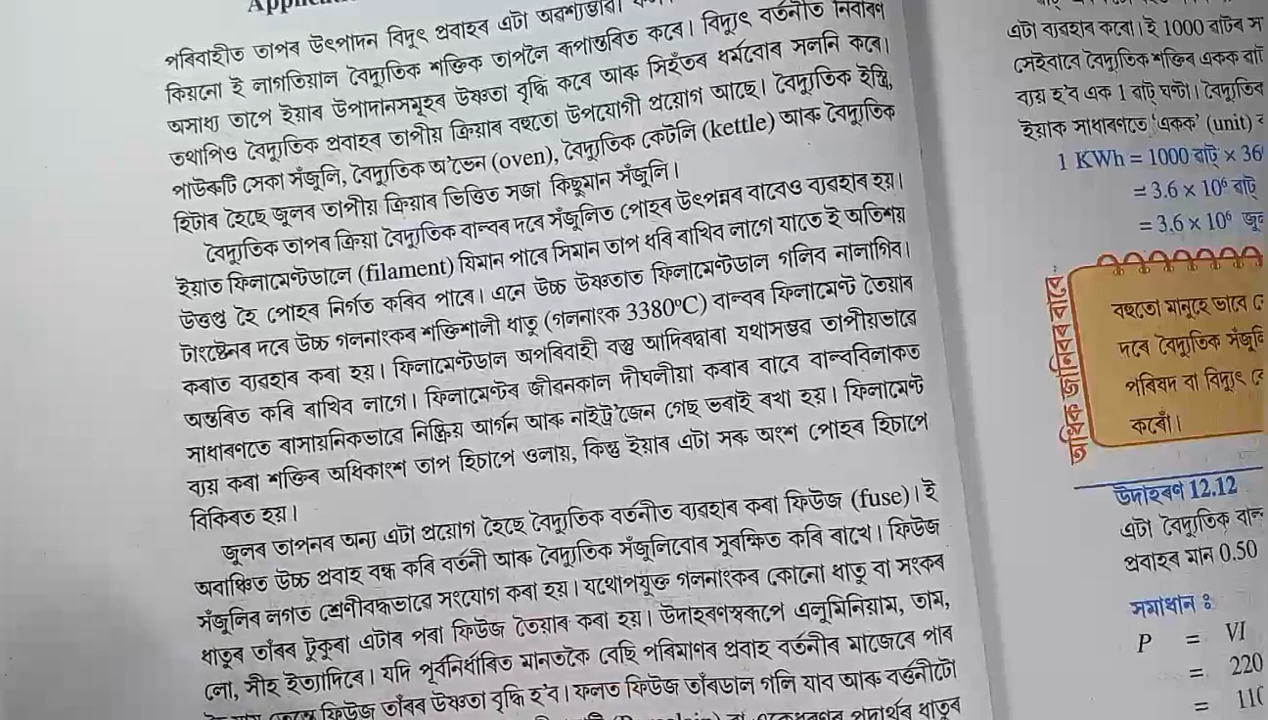 পৰিবাহীত তাপৰ উৎপাদন বিদ্যুৎ প্ৰবাহৰ এটা অৱশ্যম্ভাৱী
কিয়নো ই লাগতিয়াল বৈদ্যুতিক শক্তিক তাপলৈ ৰূপান্তৰিত কৰে। বিদ্যুৎ বৰ্তনীত নিবাৰণ
অসাধ্য তাপে ইয়াৰ উপাদানসমূহৰ উষ্ণতা বৃদ্ধি কৰে আৰু সিহঁতৰ ধৰ্মবোৰ সলনি কৰে।
তথাপিও বৈদ্যুতিক প্ৰবাহৰ তাপীয় ক্ৰিয়াৰ বহুতো উপযোগী প্ৰয়োগ আছে। বৈদ্যুতিক ইস্ত্ৰি,
পাউৰুটি সেকা সঁজুলি, বৈদ্যুতিক অ'ভেন (oven), বৈদ্যুতিক কেটলি (kettle) আৰু বৈদ্যুতিক
হিটাৰ হৈছে জুলৰ তাপীয় ক্ৰিয়াৰ ভিত্তিত সজা কিছুমান সঁজুলি।
বৈদ্যুতিক তাপৰ ক্ৰিয়া বৈদ্যুতিক বাল্বৰ দৰে সঁজুলিত পোহৰ উৎপন্নৰ বাবেও ব্যৱহাৰ হয়।
ইয়াত ফিলামেণ্টডালে (filament) যিমান পাৰে সিমান তাপ ধৰি ৰাখিব লাগে যাতে ই অতিশয়
উত্তপ্ত হৈ পোহৰ নিৰ্গত কৰিব পাৰে। এনে উচ্চ উষ্ণতাত ফিলামেণ্টডাল গলিব নালাগিব।
টাংষ্টেনৰ দৰে উচ্চ গলনাংকৰ শক্তিশালী ধাতু (গলনাংক 3380°C) বাল্বৰ ফিলামেণ্ট তৈয়াৰ
কৰাত ব্যৱহাৰ কৰা হয়। ফিলামেণ্টডাল অপৰিবাহী বস্তু আদিৰদ্বাৰা যথাসম্ভৱ তাপীয়ভাৱে
অন্তৰিত কৰি ৰাখিব লাগে। ফিলামেণ্টৰ জীৱনকাল দীঘলীয়া কৰাৰ বাবে বাল্ববিলাকত
সাধাৰণতে ৰাসায়নিকভাৱে নিষ্ক্ৰিয় আৰ্গন আৰু নাইট্ৰ'জেন গেছ ভৰাই ৰখা হয়। ফিলামেণ্ট
ব্যয় কৰা শক্তিৰ অধিকাংশ তাপ হিচাপে ওলায়, কিন্তু ইয়াৰ এটা সৰু অংশ পোহৰ হিচাপে
বিকিৰত হয়।
জুলৰ তাপনৰ অন্য এটা প্ৰয়োগ হৈছে বৈদ্যুতিক বৰ্তনীত ব্যৱহাৰ কৰা ফিউজ (fuse)। ই
অবাঞ্চিত উচ্চ প্ৰবাহ বন্ধ কৰি বৰ্তনী আৰু বৈদ্যুতিক সঁজুলিবোৰ সুৰক্ষিত কৰি ৰাখে। ফিউজ
সঁজুলিৰ লগত শ্ৰেণীবদ্ধভাৱে সংযোগ কৰা হয়। যথোপযুক্ত গলনাংকৰ কোনো ধাতু বা সংকৰ
ধাতুৰ তাঁৰৰ টুকুৰা এটাৰ পৰা ফিউজ তৈয়াৰ কৰা হয়। উদাহৰণস্বৰূপে এলুমিনিয়াম, তাম,
লো, সীহ ইত্যাদিৰে। যদি পূৰ্বনিৰ্ধাৰিত মানতকৈ বেছি পৰিমাণৰ প্ৰবাহ বৰ্তনীৰ মাজেৰে পাৰ
ফিউজ তাঁৰৰ উষ্ণতা বৃদ্ধি হ'ব। ফলত ফিউজ তাঁৰডাল গলি যাব আৰু বৰ্তনীটো
এটা ব্যৱহাৰ কৰো। ই 1000 ৱাটৰ স
সেইবাবে বৈদ্যুতিক শক্তিৰ একক ৱা
ব্যয় হ'ব এক 1 ৱাট্ ঘণ্টা। বৈদ্যুতিক
ইয়াক সাধাৰণতে 'একক' (unit)
1 KWh = 1000 ৱাট্ × 36
= 3.6 × 10⁶ ৱাট্
= 3.6 × 10⁶ জু
অধিক জানিবৰ বাবে
বহুতো মানুহে ভাবে
দৰে বৈদ্যুতিক সঁজুলি
পৰিষদ বা বিদ্যুৎ
কৰোঁ।
উদাহৰণ 12.12
এটা বৈদ্যুতিক বাল্ব
প্ৰবাহৰ মান 0.50
সমাধান ঃ
P = VI
= 220
= 110